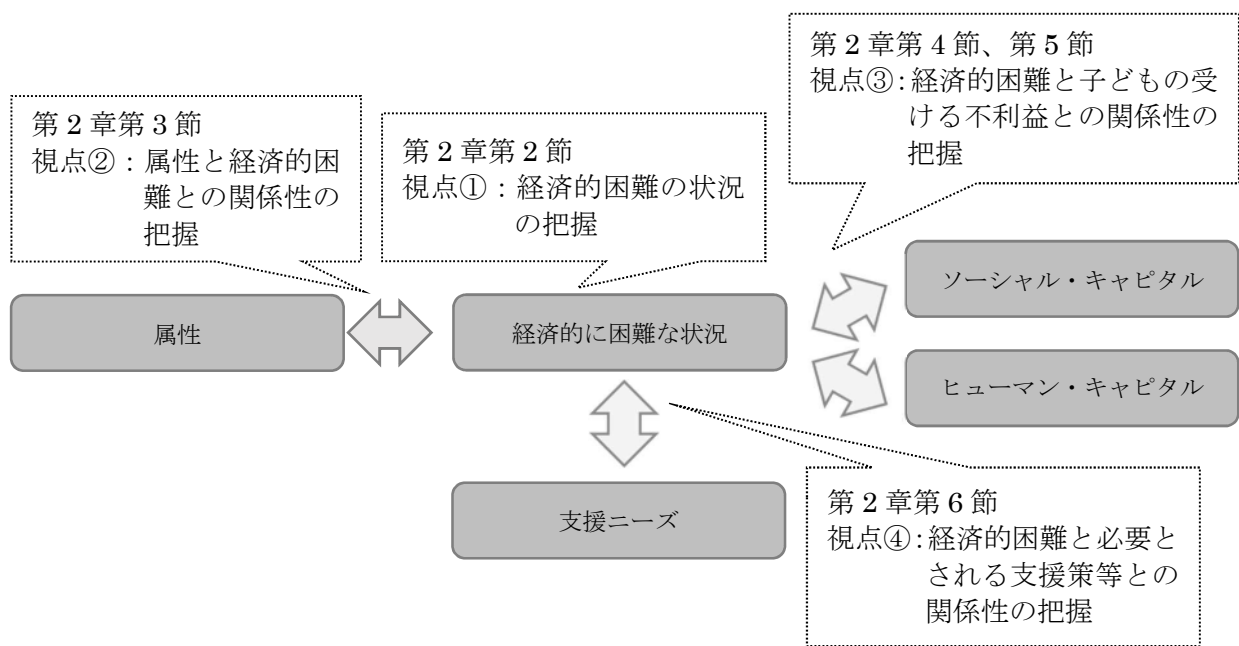 第2章第4節、第5節
視点③：経済的困難と子どもの受
ける不利益との関係性の
把握
第2章第3節
視点②：属性と経済的困
難との関係性の
把握
第2章第2節
視点①：経済的困難の状況
の把握
ソーシャル・キャピタル
属性
経済的に困難な状況
ヒューマン・キャピタル
支援ニーズ
第2章第6節
視点④：経済的困難と必要と
される支援策等との
関係性の把握